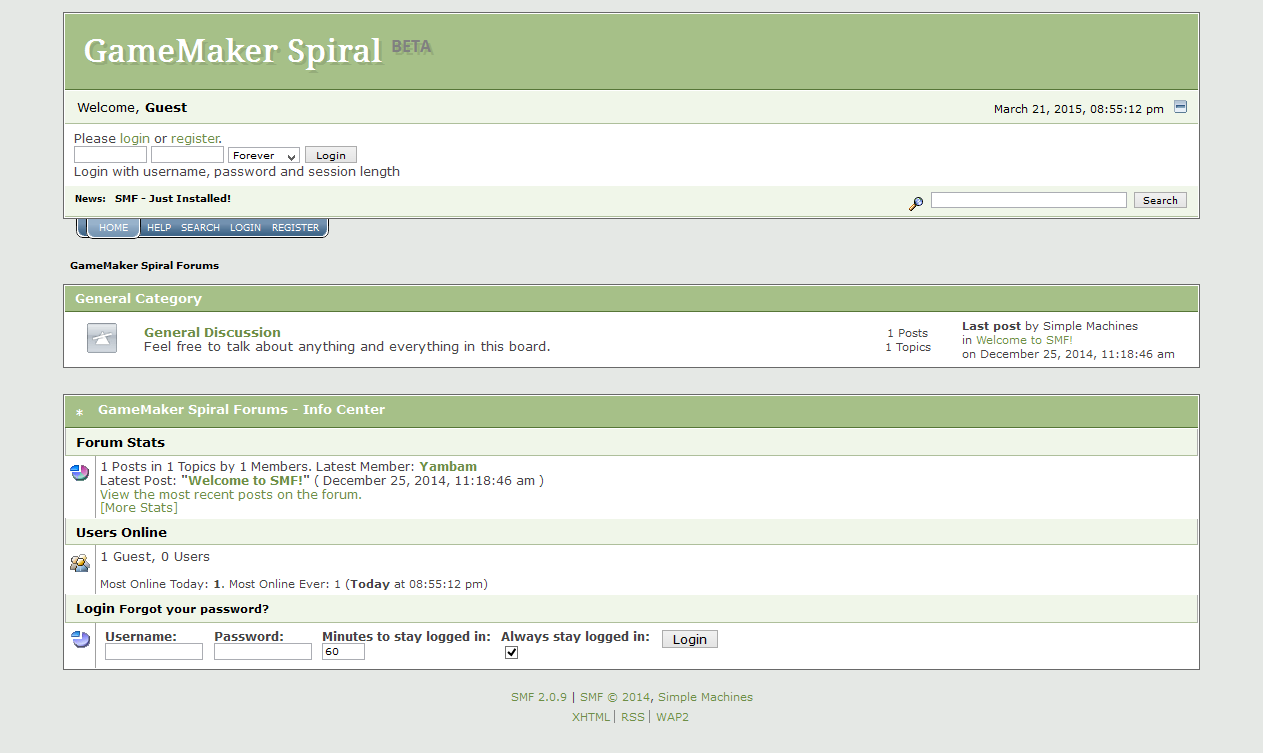 GameMaker Spiral BETA
Welcome, Guest
March 21, 2015, 08:55:12 pm
Please login or register.
Forever Login
Login with username, password and session length
News: SMF - Just Installed!
Search
HOME HELP SEARCH LOGIN REGISTER
GameMaker Spiral Forums
General Category
General Discussion
Feel free to talk about anything and everything in this board.
1 Posts
1 Topics
Last post by Simple Machines
in Welcome to SMF!
on December 25, 2014, 11:18:46 am
* GameMaker Spiral Forums - Info Center
Forum Stats
1 Posts in 1 Topics by 1 Members. Latest Member: Yambam
Latest Post: "Welcome to SMF!" ( December 25, 2014, 11:18:46 am )
View the most recent posts on the forum.
[More Stats]
Users Online
1 Guest, 0 Users
Most Online Today: 1. Most Online Ever: 1 (Today at 08:55:12 pm)
Login Forgot your password?
Username: Password: Minutes to stay logged in: Always stay logged in: Login
60
SMF 2.0.9 | SMF © 2014, Simple Machines
XHTML | RSS | WAP2